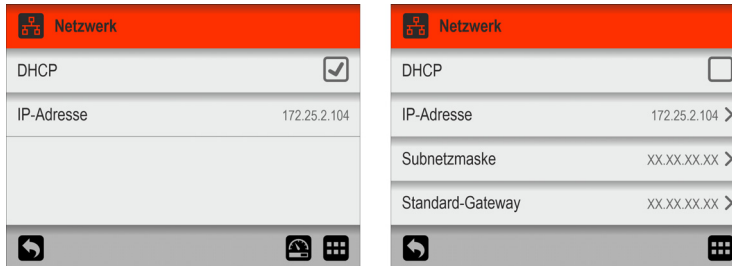 Netzwerk
DHCP
IP-Adresse 172.25.2.104
Netzwerk
DHCP
IP-Adresse 172.25.2.104
Subnetzmaske XX.XX.XX.XX
Standard-Gateway XX.XX.XX.XX